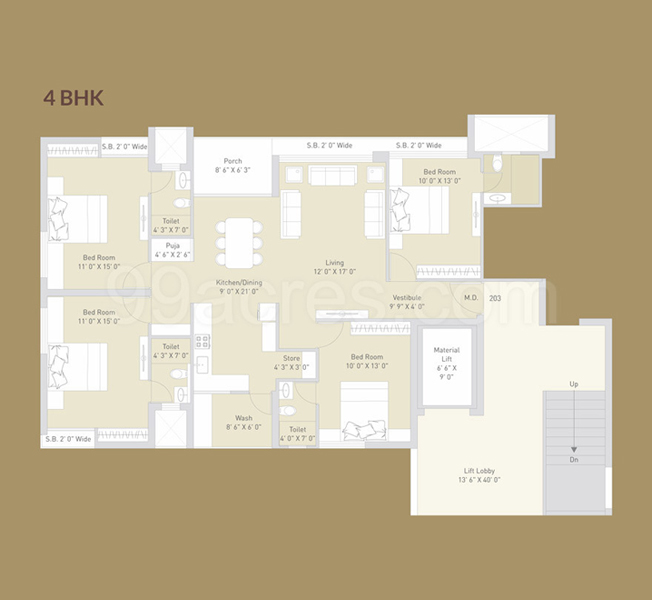 4 BHK
S.B. 2' 0" Wide
S.B. 2' 0" Wide
S.B. 2' 0" Wide
Porch
8' 6" X 6' 3"
Bed Room
10' 0" X 13' 0"
Toilet
4' 3" X 7' 0"
Puja
4' 6" X 2' 6"
Bed Room
11' 0" X 15' 0"
Living
12' 0" X 17' 0"
Kitchen/Dining
9' 0" X 21' 0"
99acres.com
Vestibule
9' 9" X 4' 0"
M.D.
203
Bed Room
11' 0" X 15' 0"
Toilet
4' 3" X 7' 0"
Store
4' 3" X 3' 0"
Bed Room
10' 0" X 13' 0"
Material
Lift
6' 6" X
9' 0"
Up
Wash
8' 6" X 6' 0"
Toilet
4' 0" X 7' 0"
S.B. 2' 0" Wide
Dn
Lift Lobby
13' 6" X 40' 0"